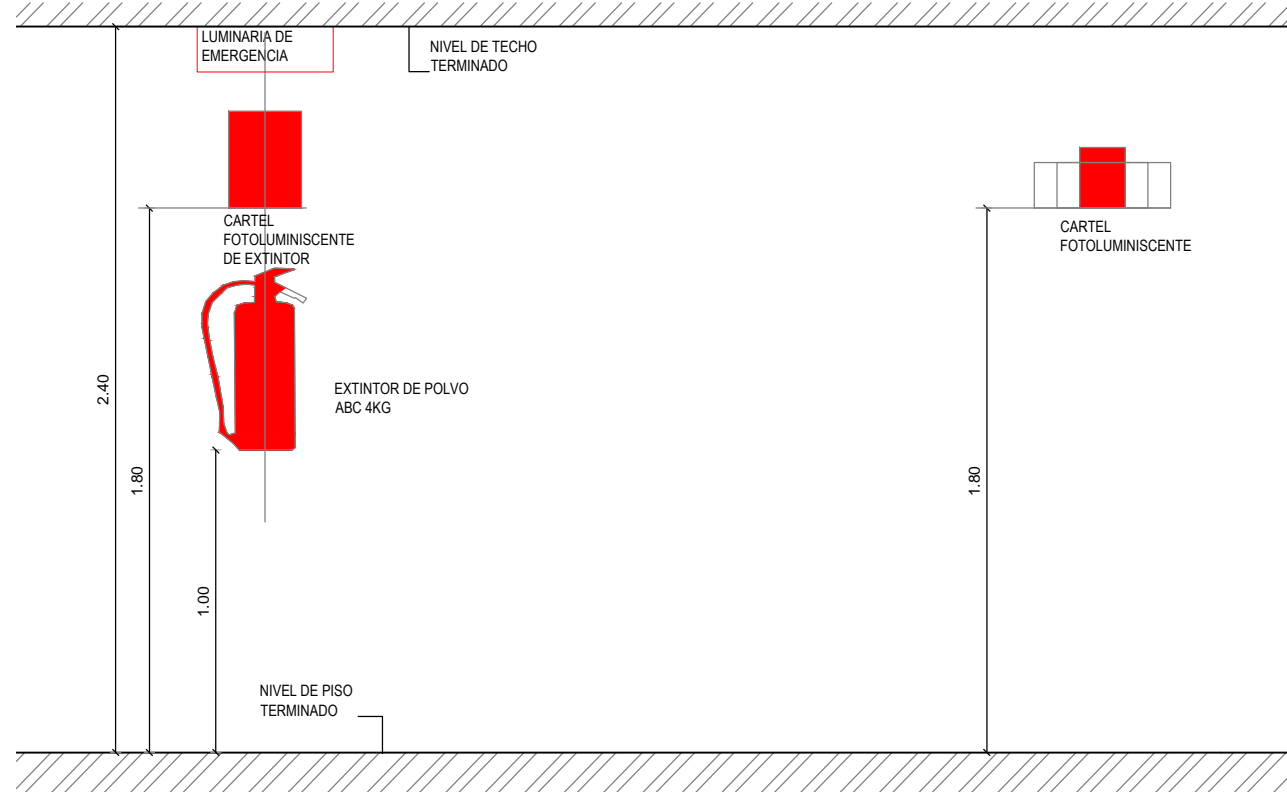 LUMINARIA DE
EMERGENCIA
NIVEL DE TECHO
TERMINADO
CARTEL
FOTOLUMINISCENTE
DE EXTINTOR
CARTEL
FOTOLUMINISCENTE
EXTINTOR DE POLVO
ABC 4KG
2.40
1.80
1.80
1.00
NIVEL DE PISO
TERMINADO